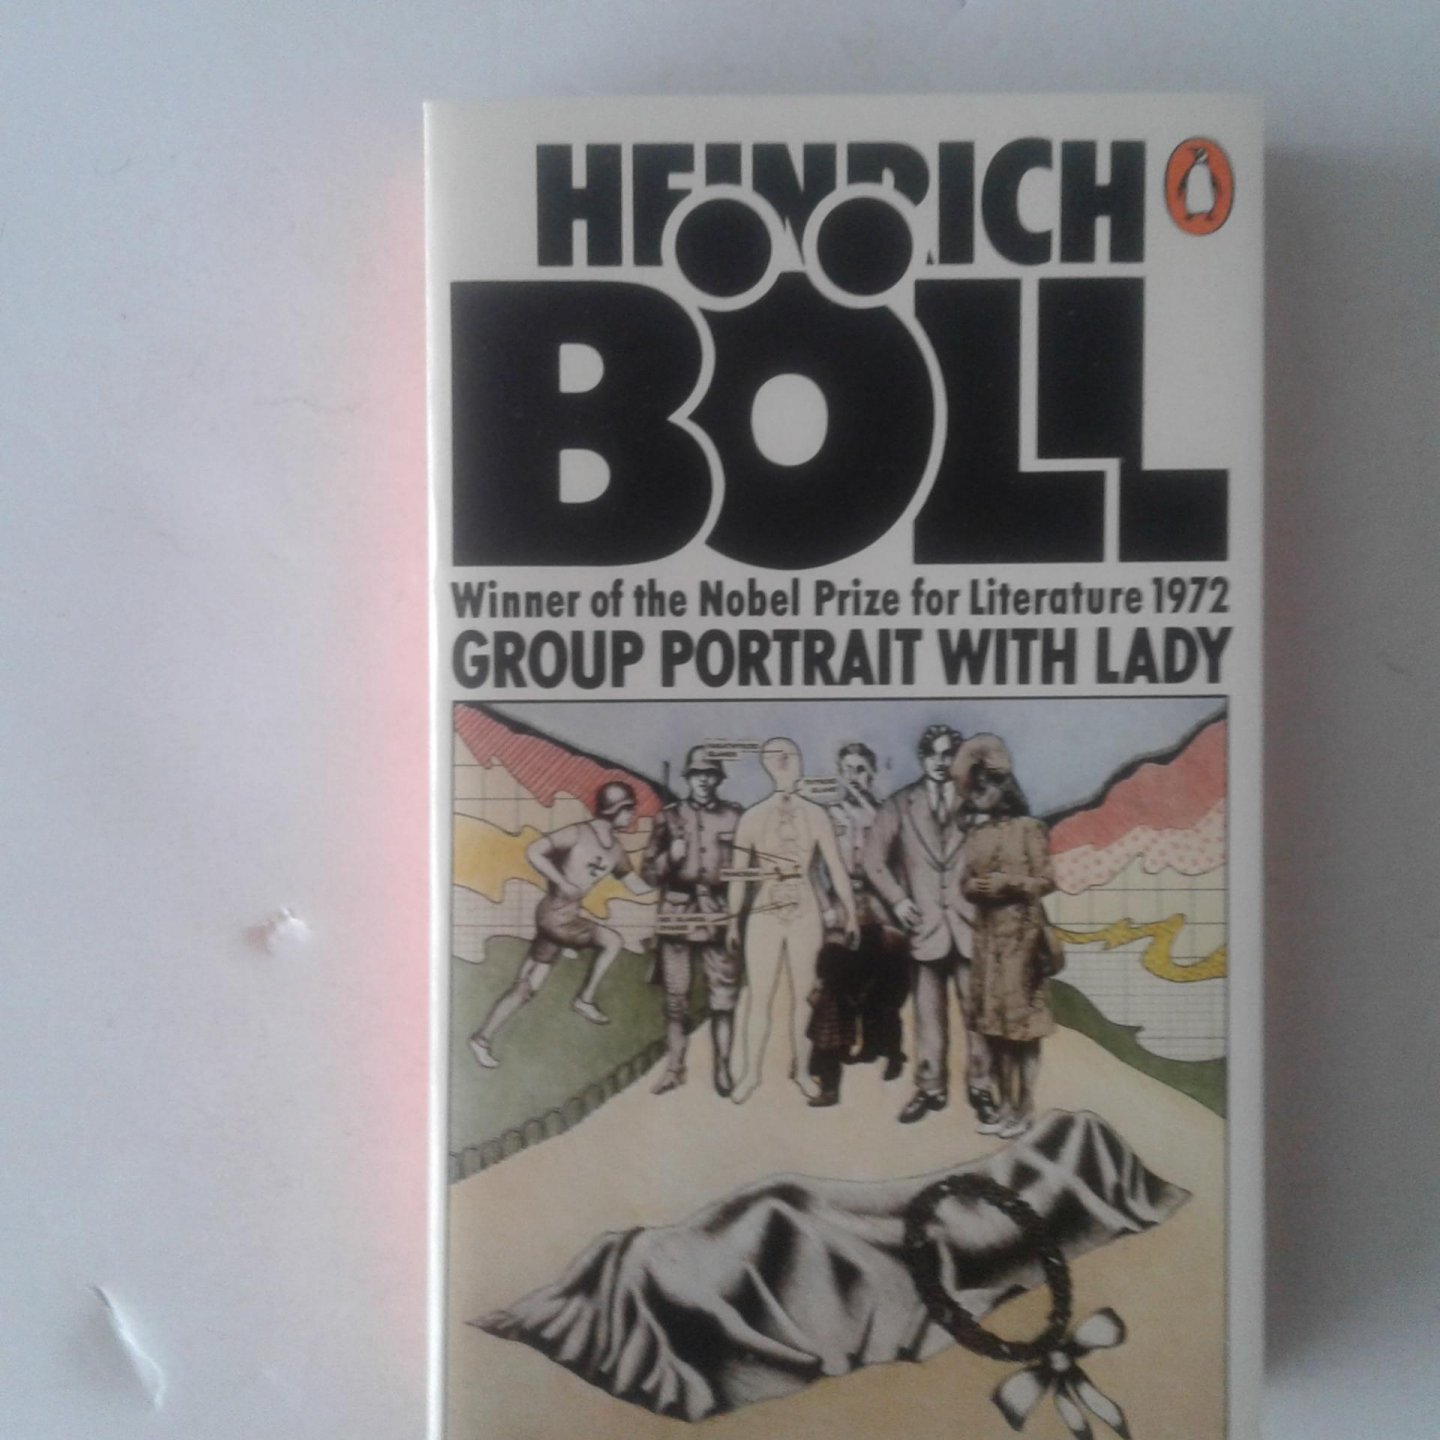 HEINRICH
BÖLL
Winner of the Nobel Prize for Literature 1972
GROUP PORTRAIT WITH LADY